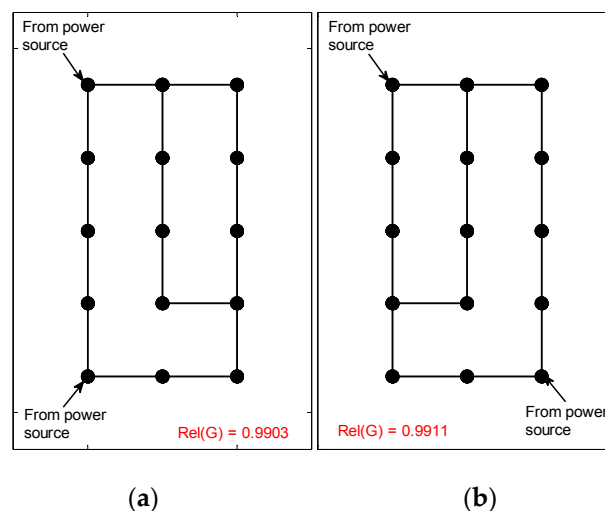 From power
source
From power
source
Rel(G) = 0.9903
(a)
From power
source
From power
source
Rel(G) = 0.9911
(b)